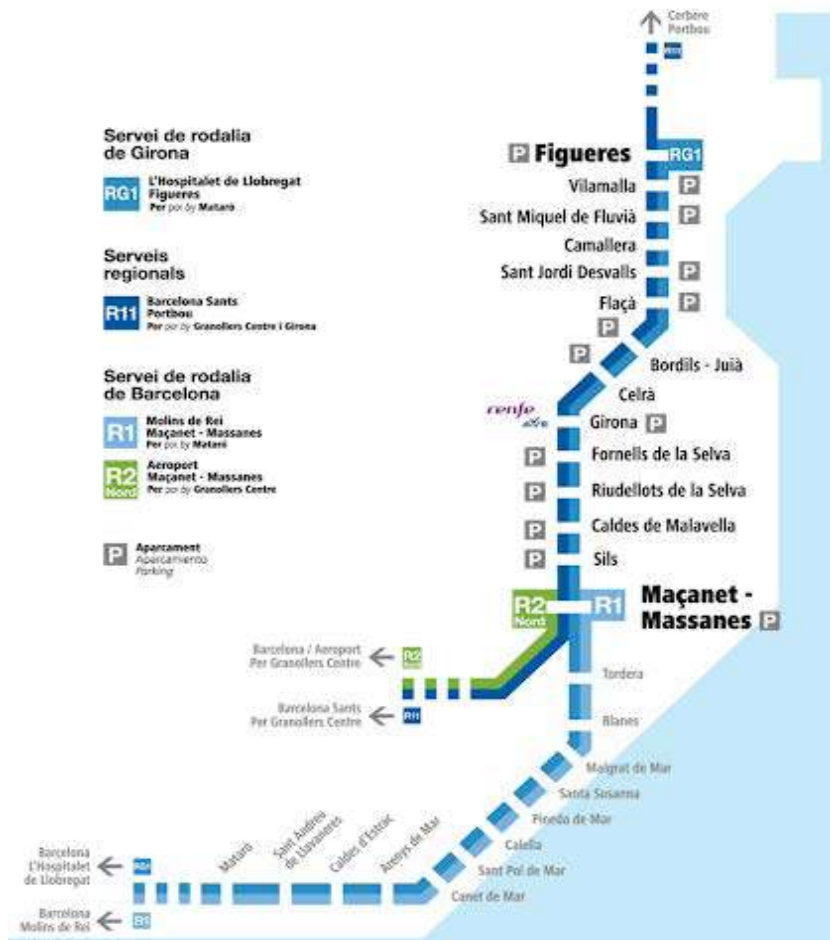 Cerbere
Portbou
R11
Servei de rodalia
de Girona
RG1
L'Hospitalet de Llobregat
Figueres
Per por by Mataró
Serveis
regionals
R11
Barcelona Sants
Portbou
Per por by Granollers Centre i Girona
Servei de rodalia
de Barcelona
R1
Molins de Rei
Maçanet - Massanes
Per por by Mataró
R2
Nord
Aeroport
Maçanet - Massanes
Per por by Granollers Centre
P
Aparcament
Aparcamiento
Parking
P Figueres RG1
Vilamalla P
Sant Miquel de Fluvià P
Camallera
Sant Jordi Desvalls P
Flaçà P
P
P
Bordils - Juià
Celrà
renfe
Girona P
P Fornells de la Selva
P Riudellots de la Selva
P Caldes de Malavella
P Sils
R2
Nord
R1
Maçanet -
Massanes P
Barcelona / Aeroport
Per Granollers Centre
R2
Nord
Barcelona Sants
Per Granollers Centre
R11
Tordera
Blanes
Malgrat de Mar
Santa Susanna
Pineda de Mar
Calella
Sant Pol de Mar
Canet de Mar
Arenys de Mar
Caldes d'Estrac
Sant Andreu
de Llavaneres
Mataró
Barcelona
L'Hospitalet
de Llobregat
RG1
Barcelona
Molins de Rei
R1